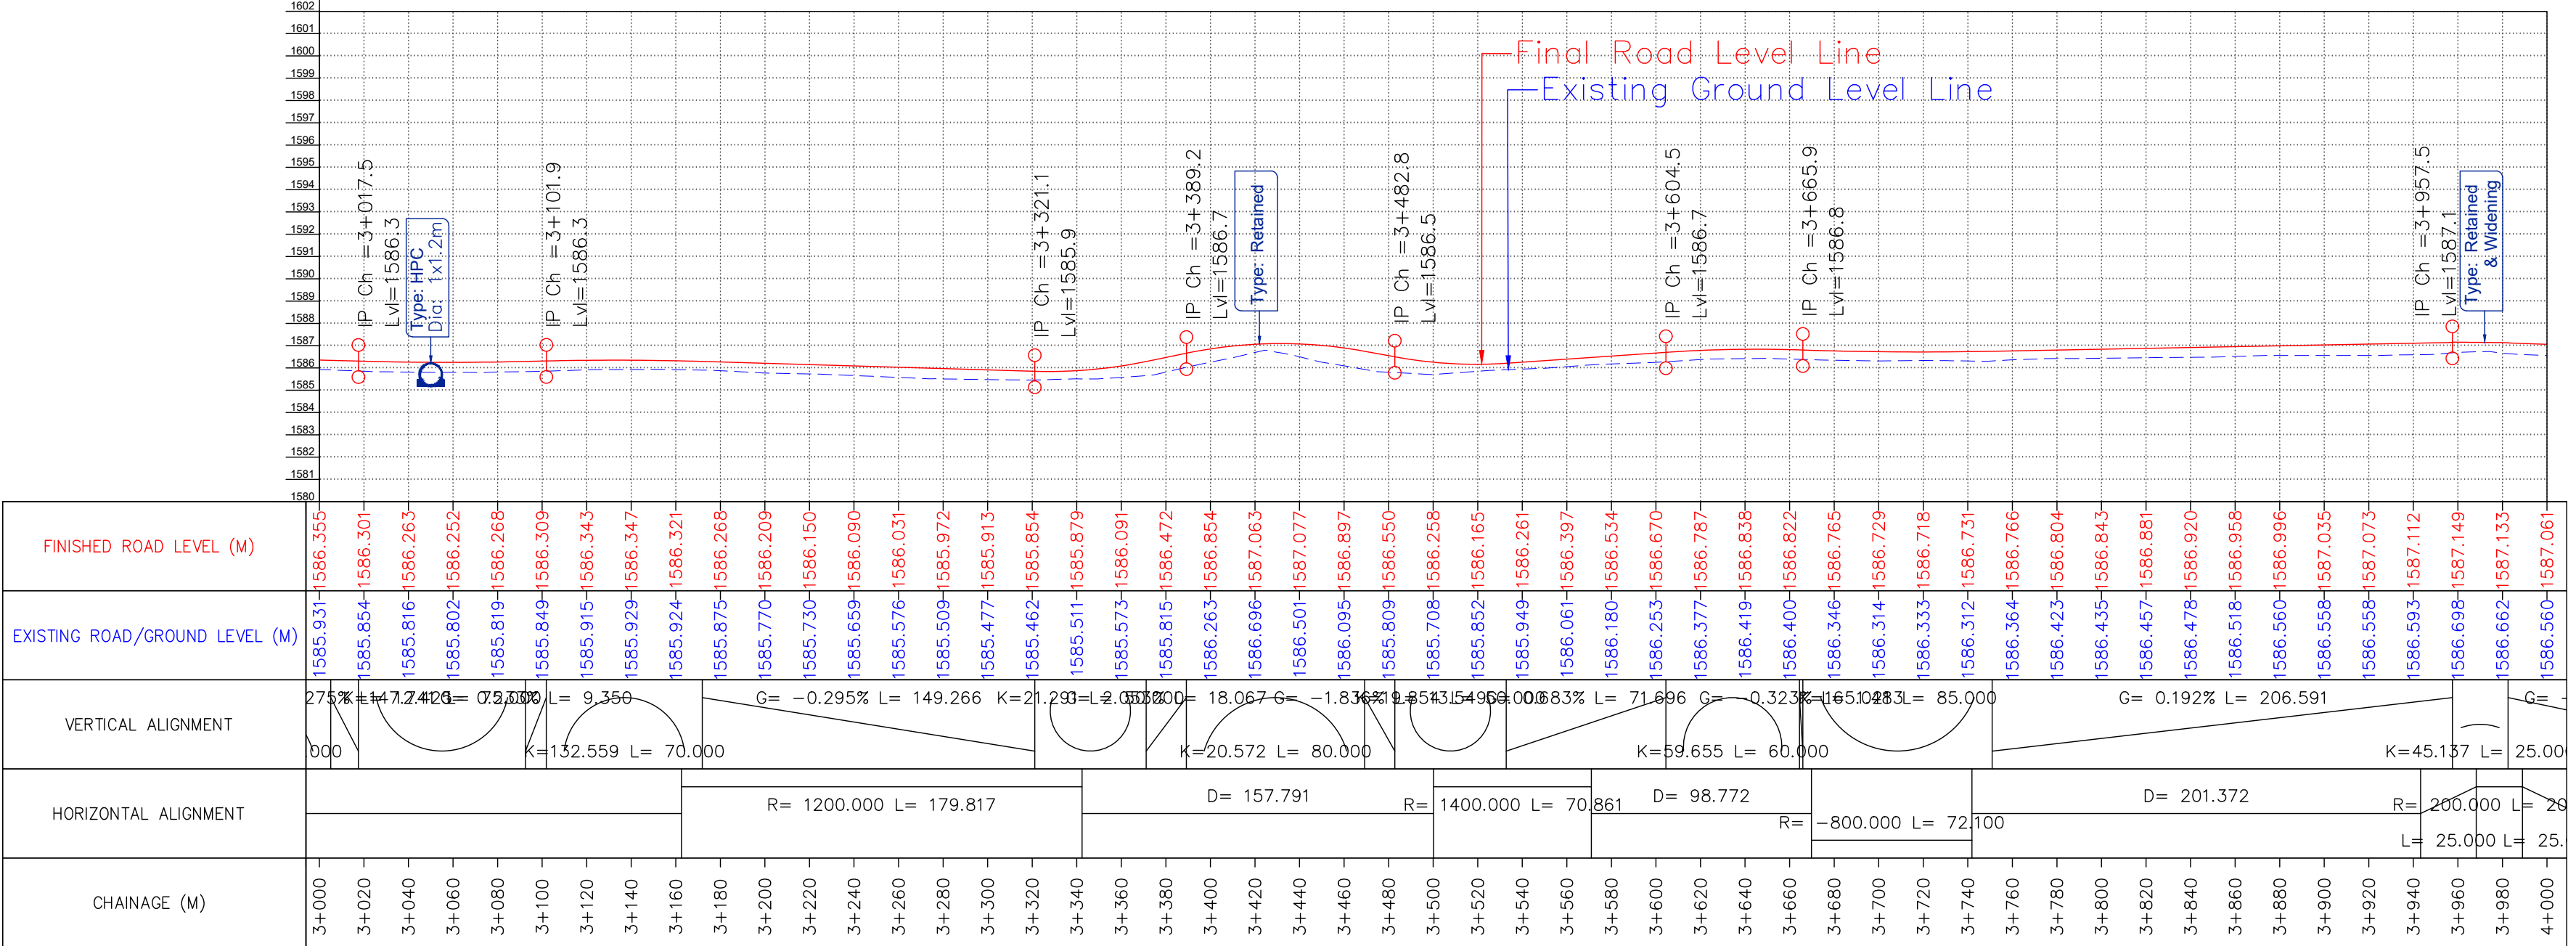 1602
1601
1600
1599
1598
1597
1596
1595
1594
1593
1592
1591
1590
1589
1588
1587
1586
1585
1584
1583
1582
1581
1580
Final Road Level Line
Existing Ground Level Line
IP Ch =3+017.5
Lvl=1586.3
Type: HPC
Dia: 1x1.2m
IP Ch =3+101.9
Lvl=1586.3
IP Ch =3+321.1
Lvl=1585.9
IP Ch =3+389.2
Lvl=1586.7
Type: Retained
IP Ch =3+482.8
Lvl=1586.5
IP Ch =3+604.5
Lvl=1586.7
IP Ch =3+665.9
Lvl=1586.8
IP Ch =3+957.5
Lvl=1587.1
Type: Retained
& Widening
FINISHED ROAD LEVEL (M)
1586.355 1586.301 1586.263 1586.252 1586.268 1586.309 1586.343 1586.347 1586.321 1586.268 1586.209 1586.150 1586.090 1586.031 1585.972 1585.913 1585.854 1585.879 1586.091 1586.472 1586.854 1587.063 1587.077 1586.897 1586.550 1586.258 1586.165 1586.261 1586.397 1586.534 1586.670 1586.787 1586.838 1586.822 1586.765 1586.729 1586.718 1586.731 1586.766 1586.804 1586.843 1586.881 1586.920 1586.958 1586.996 1587.035 1587.073 1587.112 1587.149 1587.133 1587.061
EXISTING ROAD/GROUND LEVEL (M)
1585.931 1585.854 1585.816 1585.802 1585.819 1585.849 1585.915 1585.929 1585.924 1585.875 1585.770 1585.730 1585.659 1585.576 1585.509 1585.477 1585.462 1585.511 1585.573 1585.815 1586.263 1586.696 1586.501 1586.095 1585.809 1585.708 1585.852 1585.949 1586.061 1586.180 1586.253 1586.377 1586.419 1586.400 1586.346 1586.314 1586.333 1586.312 1586.364 1586.423 1586.435 1586.457 1586.478 1586.518 1586.560 1586.558 1586.558 1586.593 1586.698 1586.662 1586.560
VERTICAL ALIGNMENT
275% L= 9.350 G= -0.295% L= 149.266 K=21.291 18.067 G= -1.836% 0.683% L= 71.696 G= -0.323% L= 85.000 G= 0.192% L= 206.591 G= -
000 K=132.559 L= 70.000 K=20.572 L= 80.000 K=59.655 L= 60.000 K=45.137 L= 25.00
HORIZONTAL ALIGNMENT
R= 1200.000 L= 179.817
D= 157.791
R= 1400.000 L= 70.861
D= 98.772
R= -800.000 L= 72.100
D= 201.372
R= 200.000 L= 20
L= 25.000 L= 25.
CHAINAGE (M)
3+000 3+020 3+040 3+060 3+080 3+100 3+120 3+140 3+160 3+180 3+200 3+220 3+240 3+260 3+280 3+300 3+320 3+340 3+360 3+380 3+400 3+420 3+440 3+460 3+480 3+500 3+520 3+540 3+560 3+580 3+600 3+620 3+640 3+660 3+680 3+700 3+720 3+740 3+760 3+780 3+800 3+820 3+840 3+860 3+880 3+900 3+920 3+940 3+960 3+980 4+000